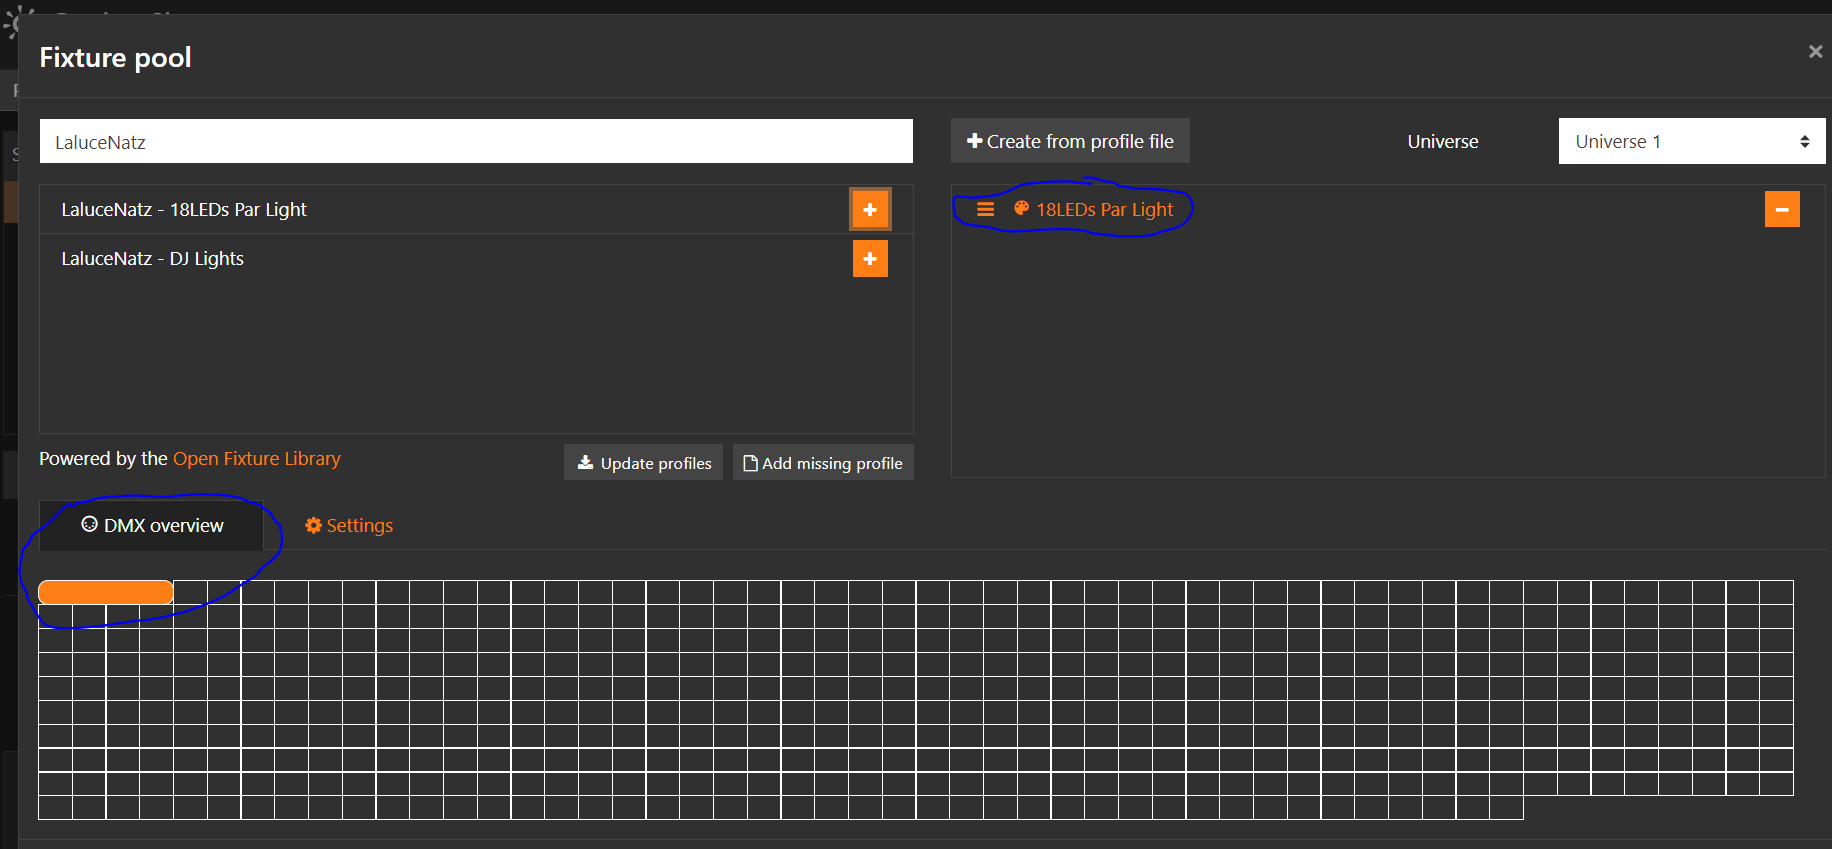 Fixture pool
×
LaluceNatz
Create from profile file
Universe
Universe 1
LaluceNatz - 18LEDs Par Light
18LEDs Par Light
LaluceNatz - DJ Lights
Powered by the Open Fixture Library
Update profiles
Add missing profile
DMX overview
Settings